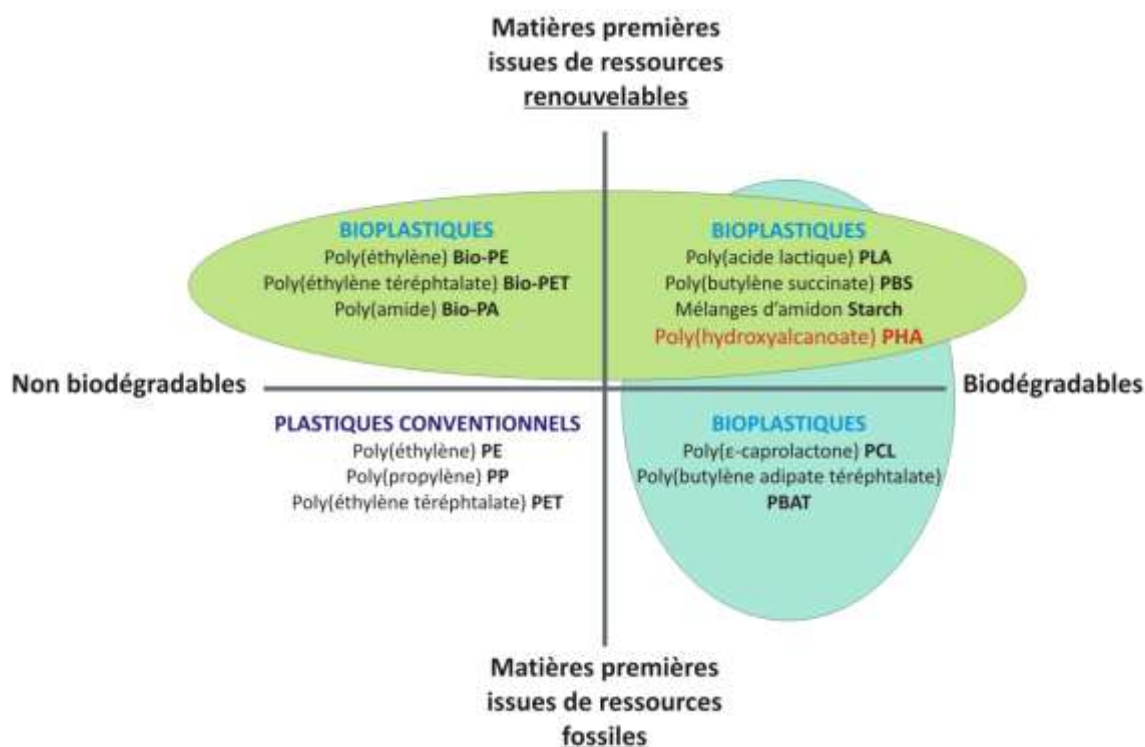 Matières premières
issues de ressources
renouvelables
BIOPLASTIQUES
Poly(éthylène) Bio-PE
Poly(éthylène téréphtalate) Bio-PET
Poly(amide) Bio-PA
BIOPLASTIQUES
Poly(acide lactique) PLA
Poly(butylène succinate) PBS
Mélanges d'amidon Starch
Poly(hydroxyalcanoate) PHA
Non biodégradables
Biodégradables
PLASTIQUES CONVENTIONNELS
Poly(éthylène) PE
Poly(propylène) PP
Poly(éthylène téréphtalate) PET
BIOPLASTIQUES
Poly(ε-caprolactone) PCL
Poly(butylène adipate téréphtalate)
PBAT
Matières premières
issues de ressources
fossiles